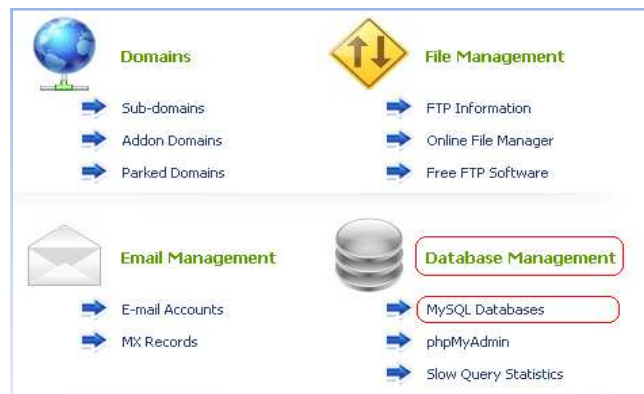 Domains
Sub-domains
Addon Domains
Parked Domains
File Management
FTP Information
Online File Manager
Free FTP Software
Email Management
E-mail Accounts
MX Records
Database Management
MySQL Databases
phpMyAdmin
Slow Query Statistics